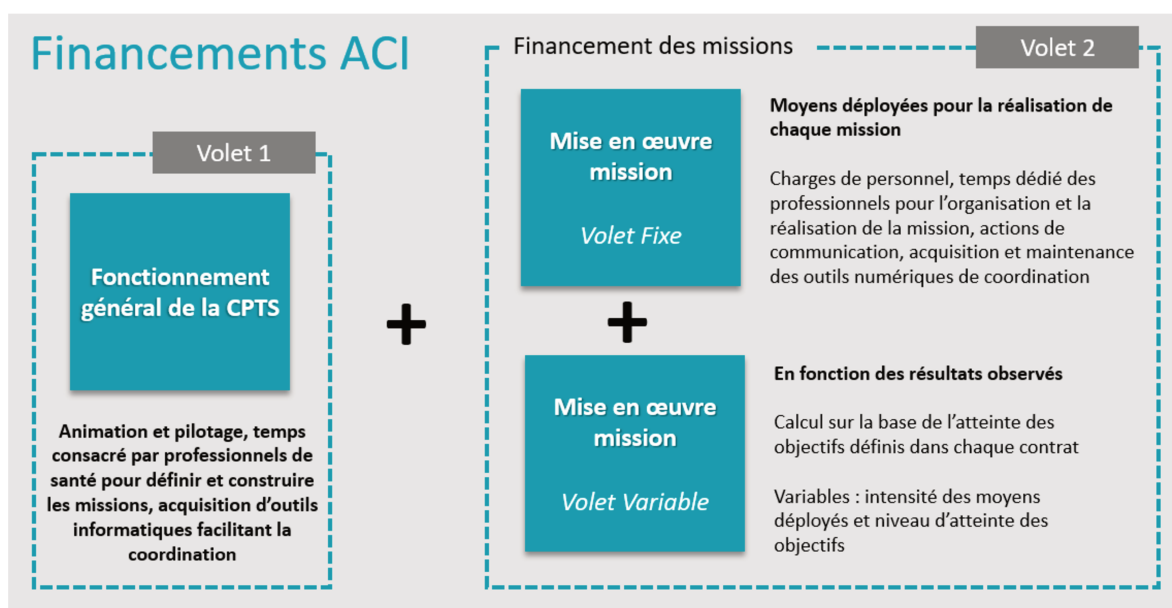 Financements ACI
Volet 1
Fonctionnement
général de la CPTS
Animation et pilotage, temps
consacré par professionnels de
santé pour définir et construire
les missions, acquisition d'outils
informatiques facilitant la
coordination
+
Financement des missions
Volet 2
Mise en œuvre
mission
Volet Fixe
Moyens déployées pour la réalisation de
chaque mission
Charges de personnel, temps dédié des
professionnels pour l'organisation et la
réalisation de la mission, actions de
communication, acquisition et maintenance
des outils numériques de coordination
+
Mise en œuvre
mission
Volet Variable
En fonction des résultats observés
Calcul sur la base de l'atteinte des
objectifs définis dans chaque contrat
Variables : intensité des moyens
déployés et niveau d'atteinte des
objectifs